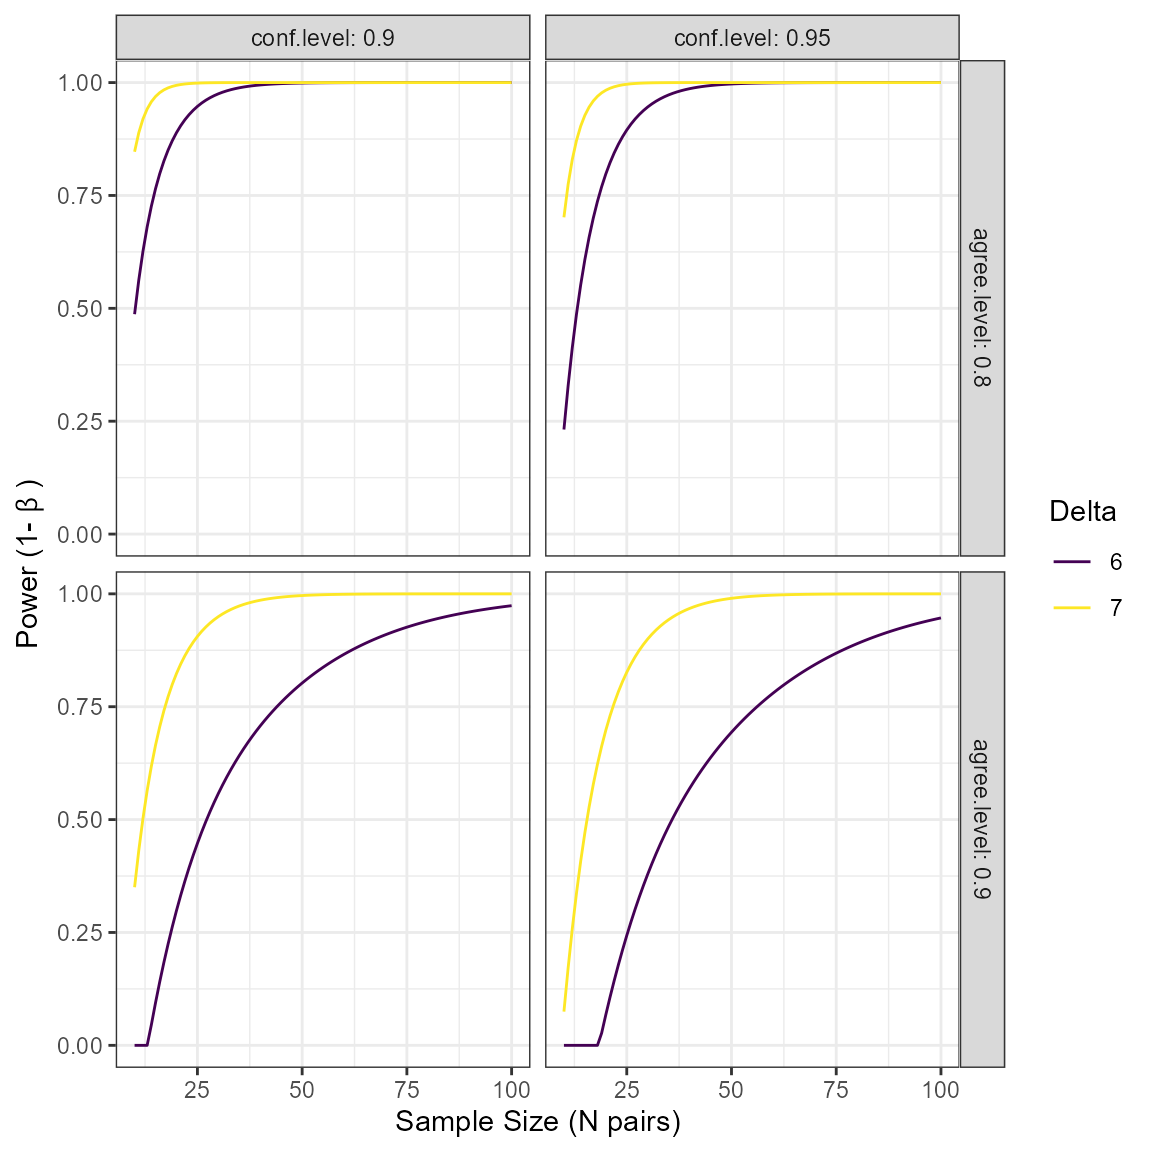 conf.level: 0.9
conf.level: 0.95
1.00
0.75
0.50
0.25
0.00
agree.level: 0.8
1.00
0.75
0.50
0.25
0.00
agree.level: 0.9
25
50
75
100
25
50
75
100
Sample Size (N pairs)
Power (1- β )
Delta
6
7